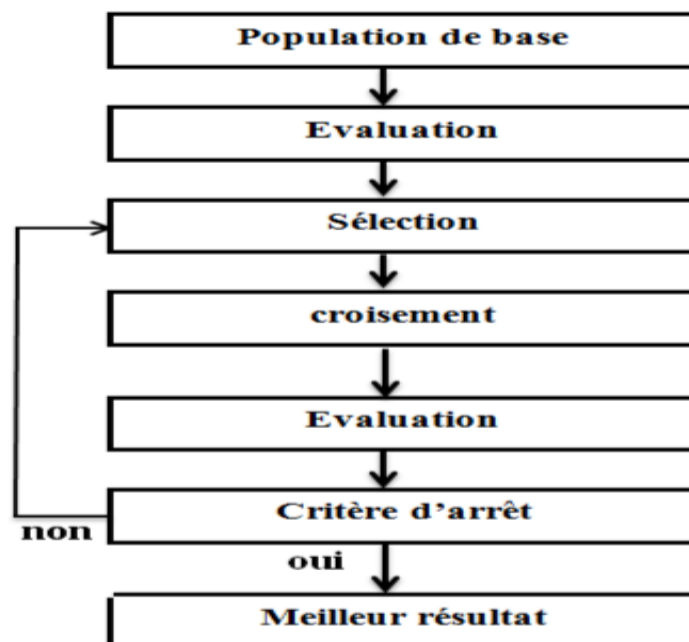 Population de base
Evaluation
Sélection
croisement
Evaluation
Critère d'arrêt
non
oui
Meilleur résultat